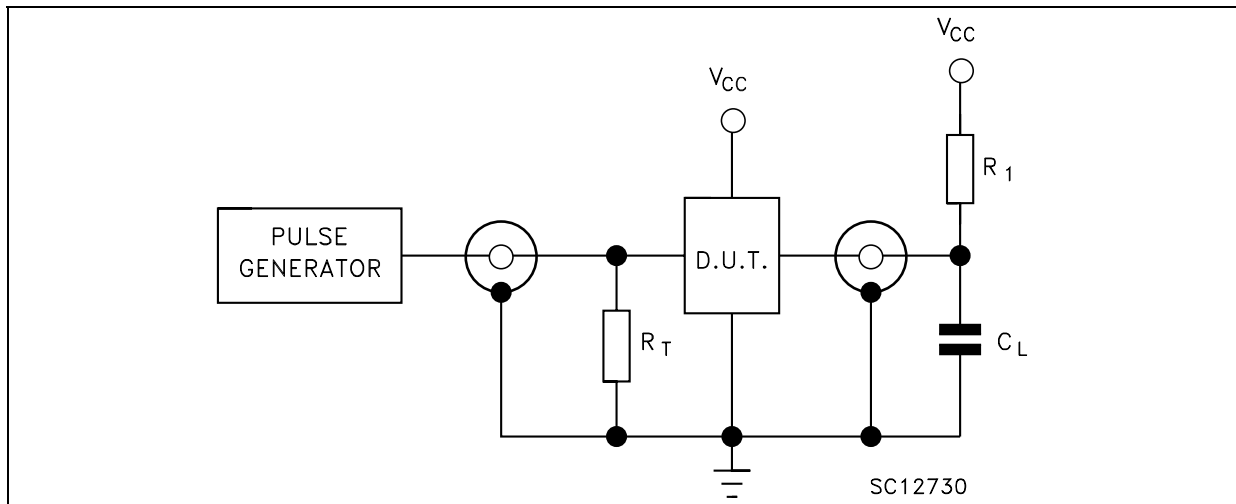 VCC
VCC
R1
PULSE
GENERATOR
D.U.T.
RT
CL
SC12730